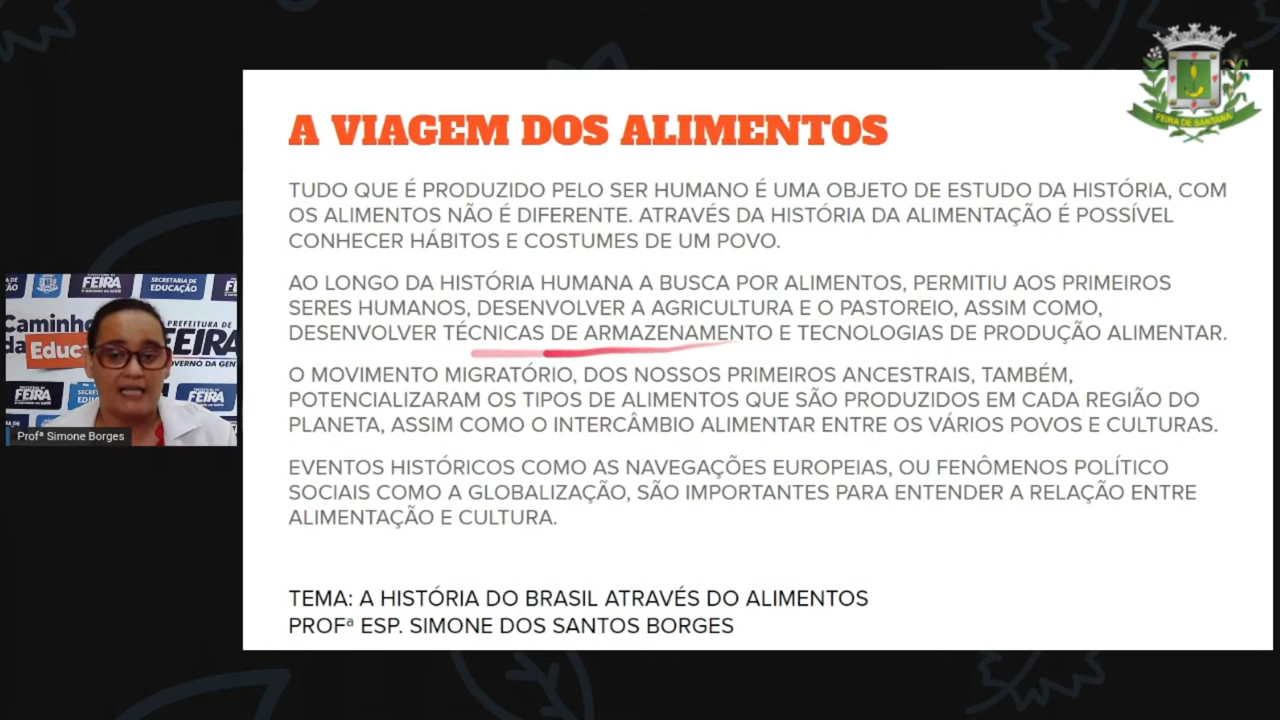 A VIAGEM DOS ALIMENTOS
TUDO QUE É PRODUZIDO PELO SER HUMANO É UMA OBJETO DE ESTUDO DA HISTÓRIA, COM
OS ALIMENTOS NÃO É DIFERENTE. ATRAVÉS DA HISTÓRIA DA ALIMENTAÇÃO É POSSÍVEL
CONHECER HÁBITOS E COSTUMES DE UM POVO.
AO LONGO DA HISTÓRIA HUMANA A BUSCA POR ALIMENTOS, PERMITIU AOS PRIMEIROS
SERES HUMANOS, DESENVOLVER A AGRICULTURA E O PASTOREIO, ASSIM COMO,
DESENVOLVER TÉCNICAS DE ARMAZENAMENTO E TECNOLOGIAS DE PRODUÇÃO ALIMENTAR.
O MOVIMENTO MIGRATÓRIO, DOS NOSSOS PRIMEIROS ANCESTRAIS, TAMBÉM,
POTENCIALIZARAM OS TIPOS DE ALIMENTOS QUE SÃO PRODUZIDOS EM CADA REGIÃO DO
PLANETA, ASSIM COMO O INTERCÂMBIO ALIMENTAR ENTRE OS VÁRIOS POVOS E CULTURAS.
EVENTOS HISTÓRICOS COMO AS NAVEGAÇÕES EUROPEIAS, OU FENÔMENOS POLÍTICO
SOCIAIS COMO A GLOBALIZAÇÃO, SÃO IMPORTANTES PARA ENTENDER A RELAÇÃO ENTRE
ALIMENTAÇÃO E CULTURA.
TEMA: A HISTÓRIA DO BRASIL ATRAVÉS DO ALIMENTOS
PROFª ESP. SIMONE DOS SANTOS BORGES
FEIRA DE SANTANA
FEIRA
SECRETARIA DE
EDUCAÇÃO
Caminho
da Educ
PREFEITURA DE
FEIRA
GOVERNO DA GEN
FEIRA
FEIRA
Profª Simone Borges